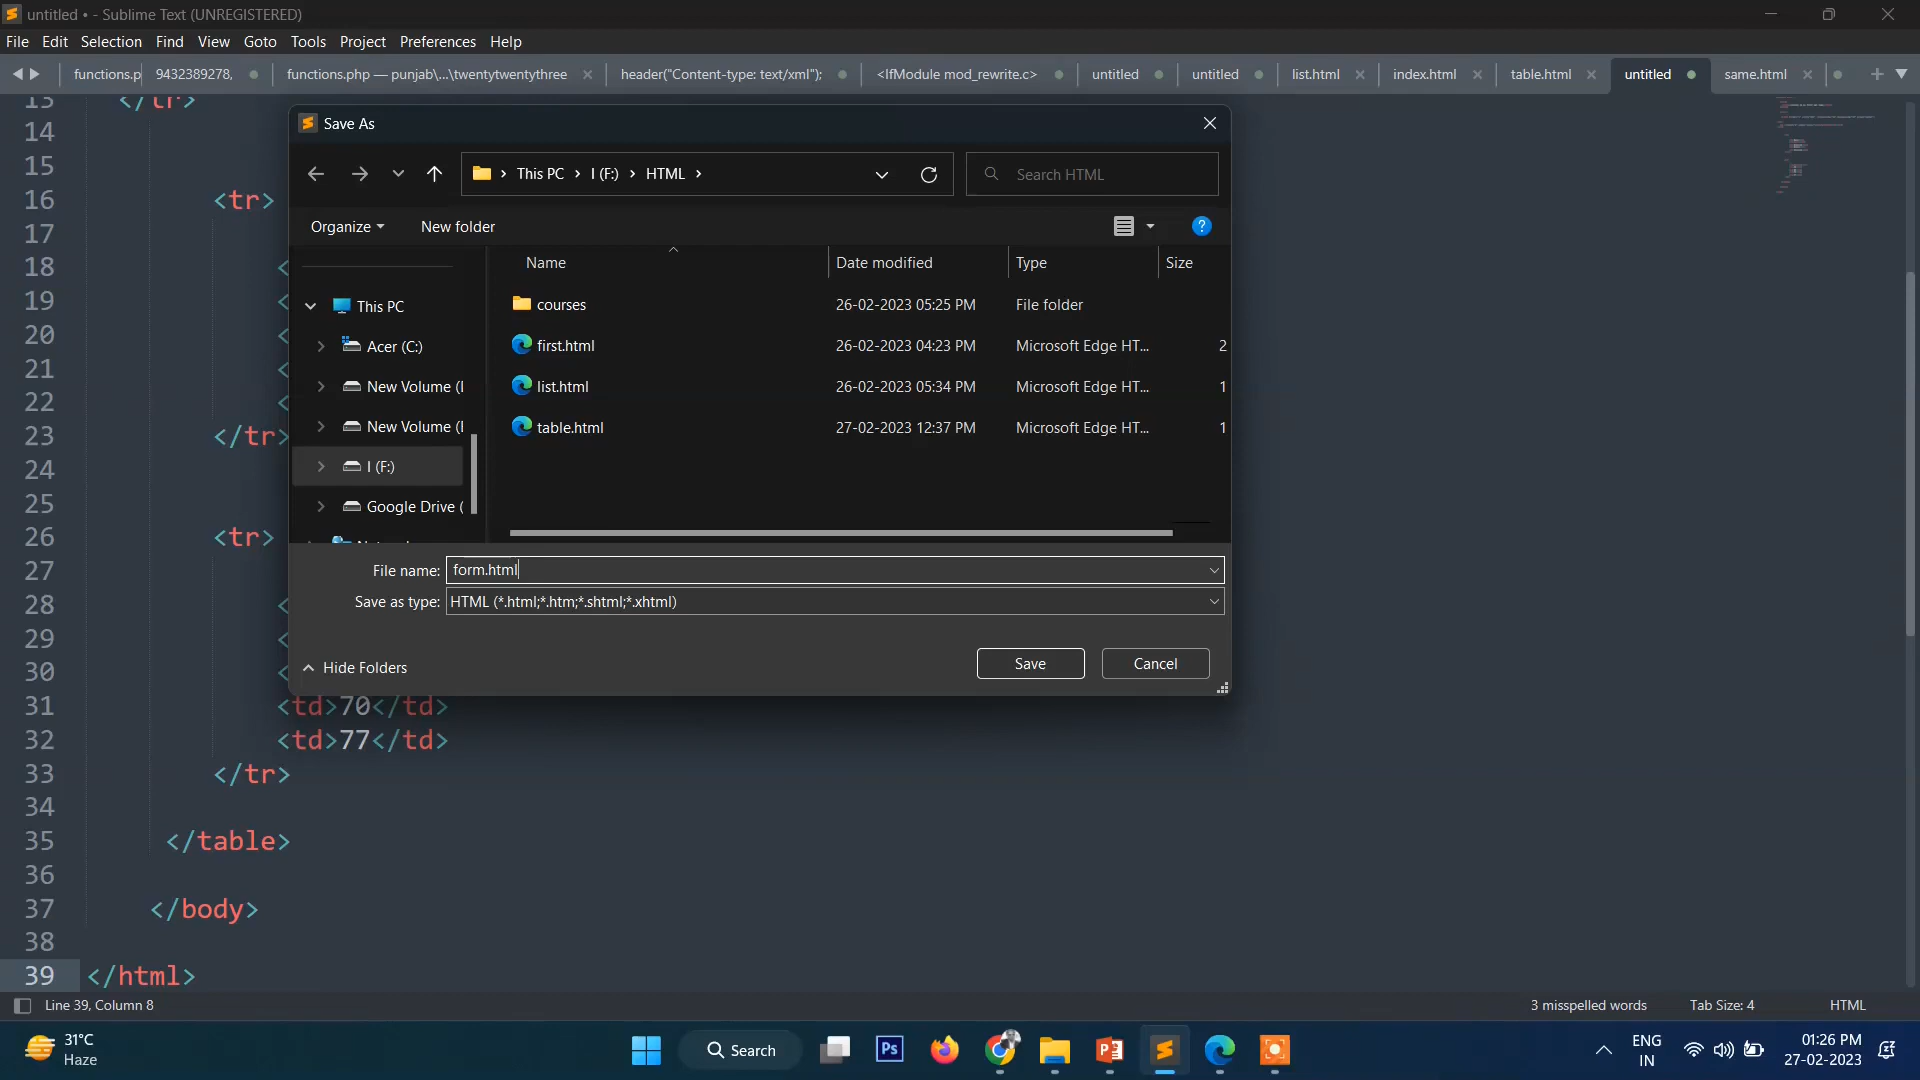 untitled • - Sublime Text (UNREGISTERED)
File Edit Selection Find View Goto Tools Project Preferences Help
functions.p 9432389278, functions.php — punjab\...\twentytwentythree header("Content-type: text/xml"); <IfModule mod_rewrite.c> untitled untitled list.html index.html table.html untitled same.html
13 </tr>
14
15
16 <tr>
17
18 <
19
20 <
21 <
22 <
23 </tr>
24
25
26 <tr>
27
28 <
29 <
30 <
31 <td>70</td>
32 <td>77</td>
33 </tr>
34
35 </table>
36
37 </body>
38
39 </html>
Save As
This PC › I (F:) › HTML ›
Search HTML
Organize New folder
Name Date modified Type Size
This PC
Acer (C:)
New Volume (
New Volume (
I (F:)
Google Drive (
courses 26-02-2023 05:25 PM File folder
first.html 26-02-2023 04:23 PM Microsoft Edge HT... 2
list.html 26-02-2023 05:34 PM Microsoft Edge HT... 1
table.html 27-02-2023 12:37 PM Microsoft Edge HT... 1
File name: form.html
Save as type: HTML (*.html;*.htm;*.shtml;*.xhtml)
Hide Folders
Save Cancel
Line 39, Column 8
3 misspelled words Tab Size: 4 HTML
31°C
Haze
Search
Ps
ENG
IN
01:26 PM
27-02-2023